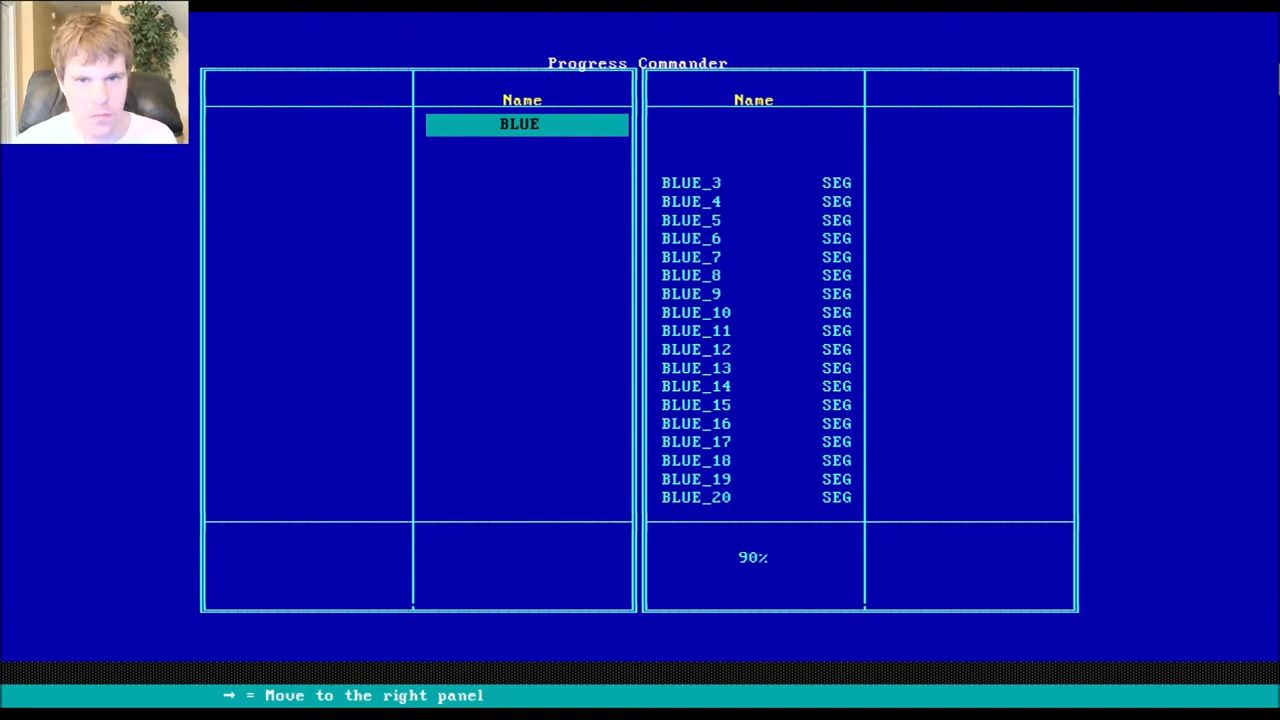 Progress Commander
Name Name
BLUE
BLUE_3 SEG
BLUE_4 SEG
BLUE_5 SEG
BLUE_6 SEG
BLUE_7 SEG
BLUE_8 SEG
BLUE_9 SEG
BLUE_10 SEG
BLUE_11 SEG
BLUE_12 SEG
BLUE_13 SEG
BLUE_14 SEG
BLUE_15 SEG
BLUE_16 SEG
BLUE_17 SEG
BLUE_18 SEG
BLUE_19 SEG
BLUE_20 SEG
90%
→ = Move to the right panel